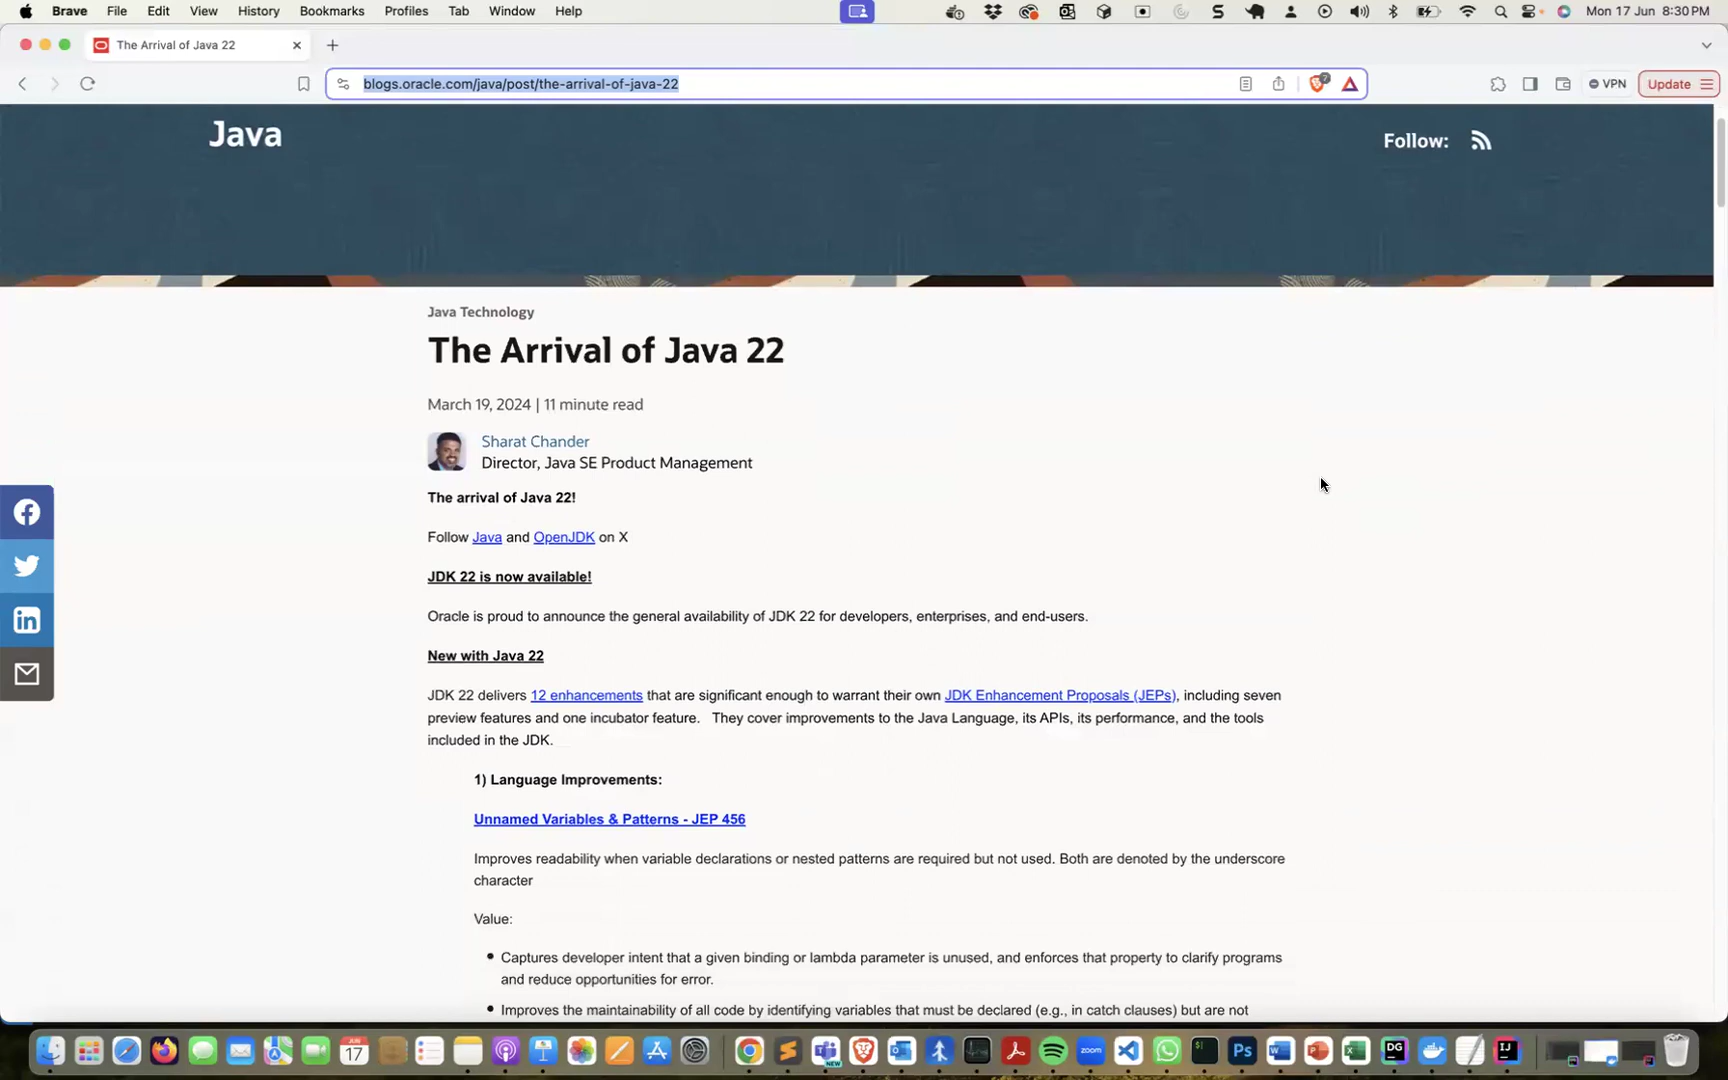 Brave File Edit View History Bookmarks Profiles Tab Window Help Mon 17 Jun 8:30 PM
The Arrival of Java 22
blogs.oracle.com/java/post/the-arrival-of-java-22 7 VPN Update
Java Follow:
Java Technology
The Arrival of Java 22
March 19, 2024 | 11 minute read
Sharat Chander
Director, Java SE Product Management
The arrival of Java 22!
Follow Java and OpenJDK on X
JDK 22 is now available!
Oracle is proud to announce the general availability of JDK 22 for developers, enterprises, and end-users.
New with Java 22
JDK 22 delivers 12 enhancements that are significant enough to warrant their own JDK Enhancement Proposals (JEPs), including seven
preview features and one incubator feature. They cover improvements to the Java Language, its APIs, its performance, and the tools
included in the JDK.
1) Language Improvements:
Unnamed Variables & Patterns - JEP 456
Improves readability when variable declarations or nested patterns are required but not used. Both are denoted by the underscore
character
Value:
• Captures developer intent that a given binding or lambda parameter is unused, and enforces that property to clarify programs
and reduce opportunities for error.
• Improves the maintainability of all code by identifying variables that must be declared (e.g., in catch clauses) but are not
JUN 17 NEW zoom DG